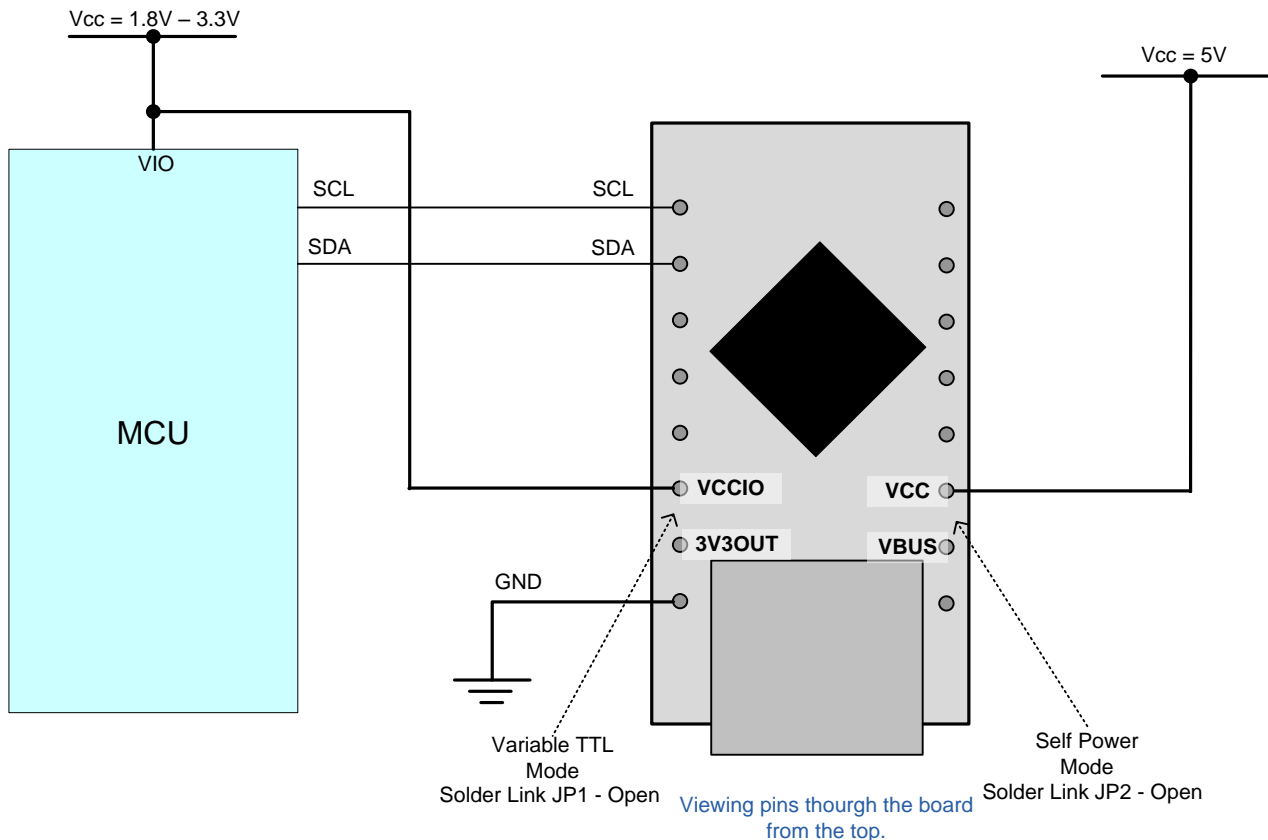 Vcc = 1.8V – 3.3V
Vcc = 5V
VIO
SCL
SCL
SDA
SDA
MCU
VCCIO
VCC
3V3OUT
VBUS
GND
Variable TTL
Mode
Solder Link JP1 - Open
Self Power
Mode
Solder Link JP2 - Open
Viewing pins thourgh the board
from the top.